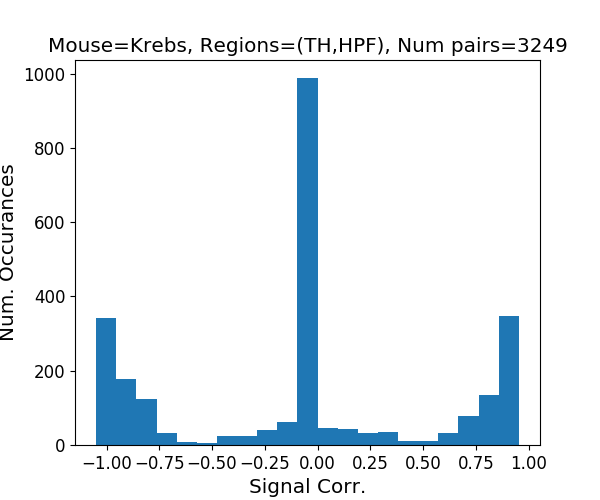 Mouse=Krebs, Regions=(TH,HPF), Num pairs=3249
1000
800
600
400
200
0
Num. Occurances
−1.00 −0.75 −0.50 −0.25 0.00 0.25 0.50 0.75 1.00
Signal Corr.